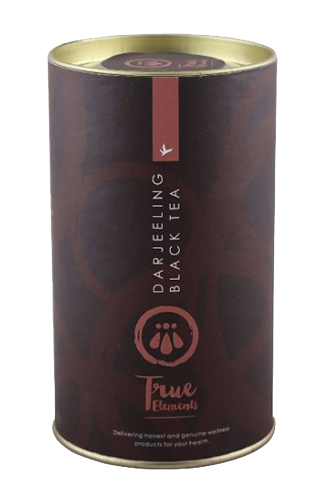 DARJEELING
BLACK TEA
True
Elements
Delivering honest and genuine wellness
products for your health.